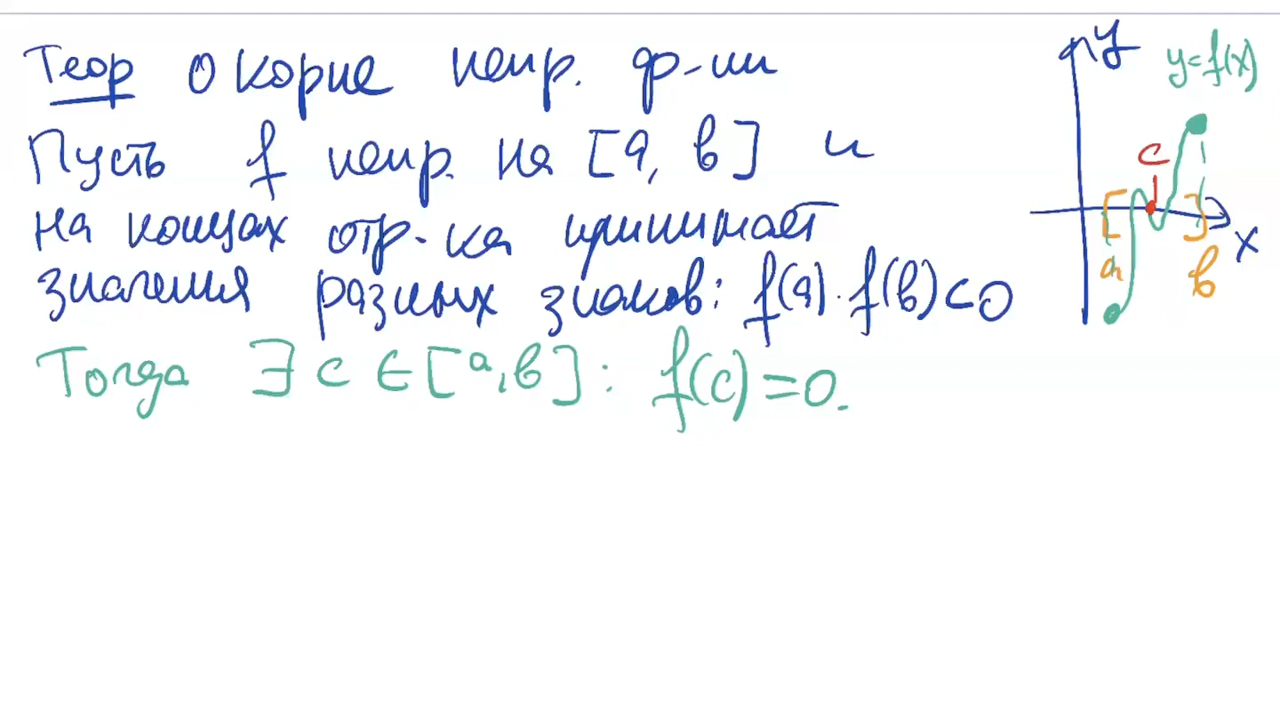 Теор о корне непр. ф-ии
Пусть f непр. на [a, b] и
на концах отр-ка принимает
значения разных знаков: f(a) · f(b) < 0
Тогда ∃ c ∈ [a, b] : f(c) = 0.
y
y = f(x)
c
[ ]
x
a
b